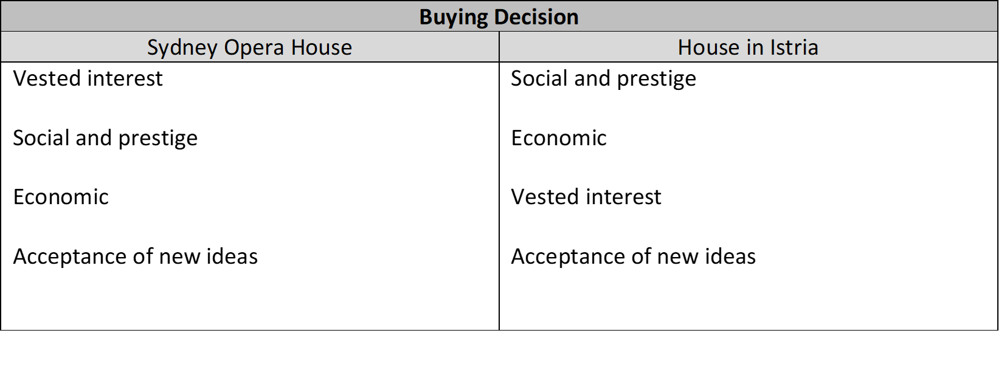 Buying Decision
Sydney Opera House
House in Istria
Vested interest
Social and prestige
Economic
Acceptance of new ideas
Social and prestige
Economic
Vested interest
Acceptance of new ideas